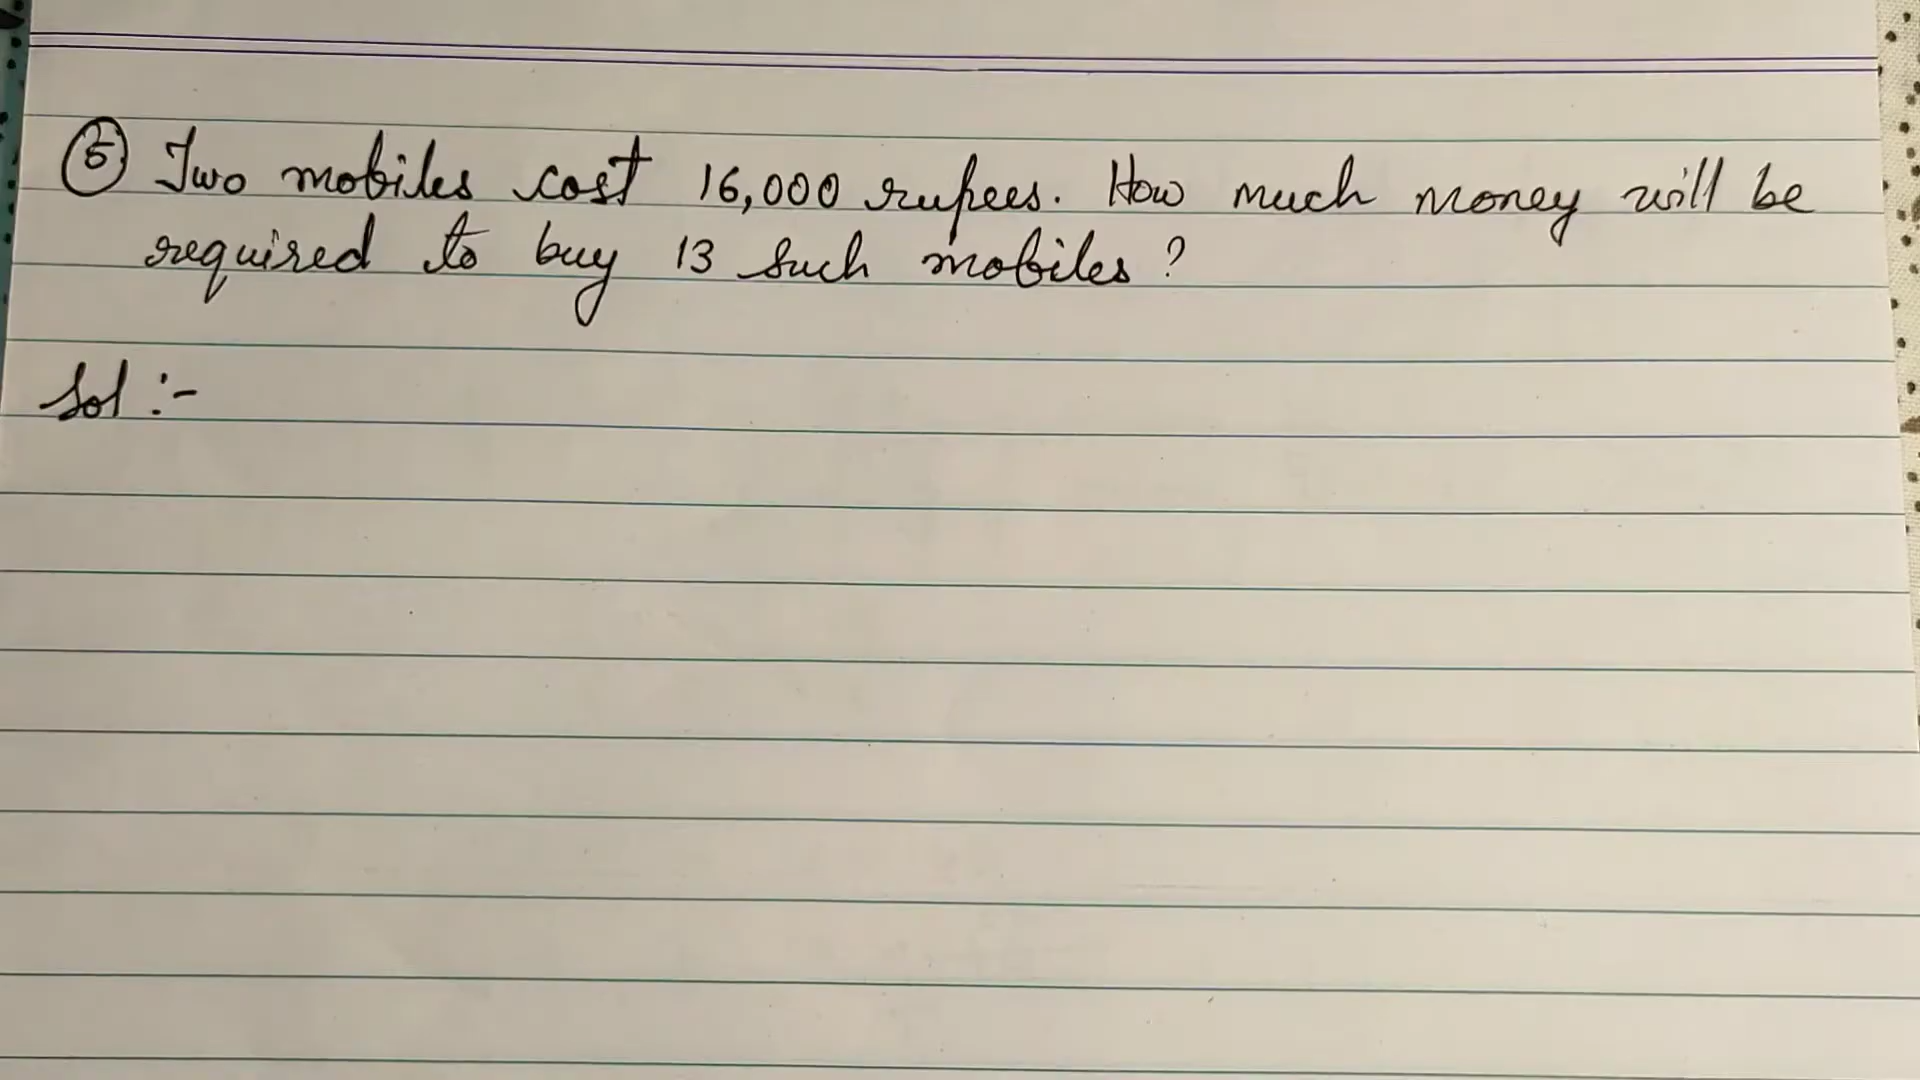 5 Two mobiles cost 16,000 rupees. How much money will be
required to buy 13 such mobiles ?
Sol :-